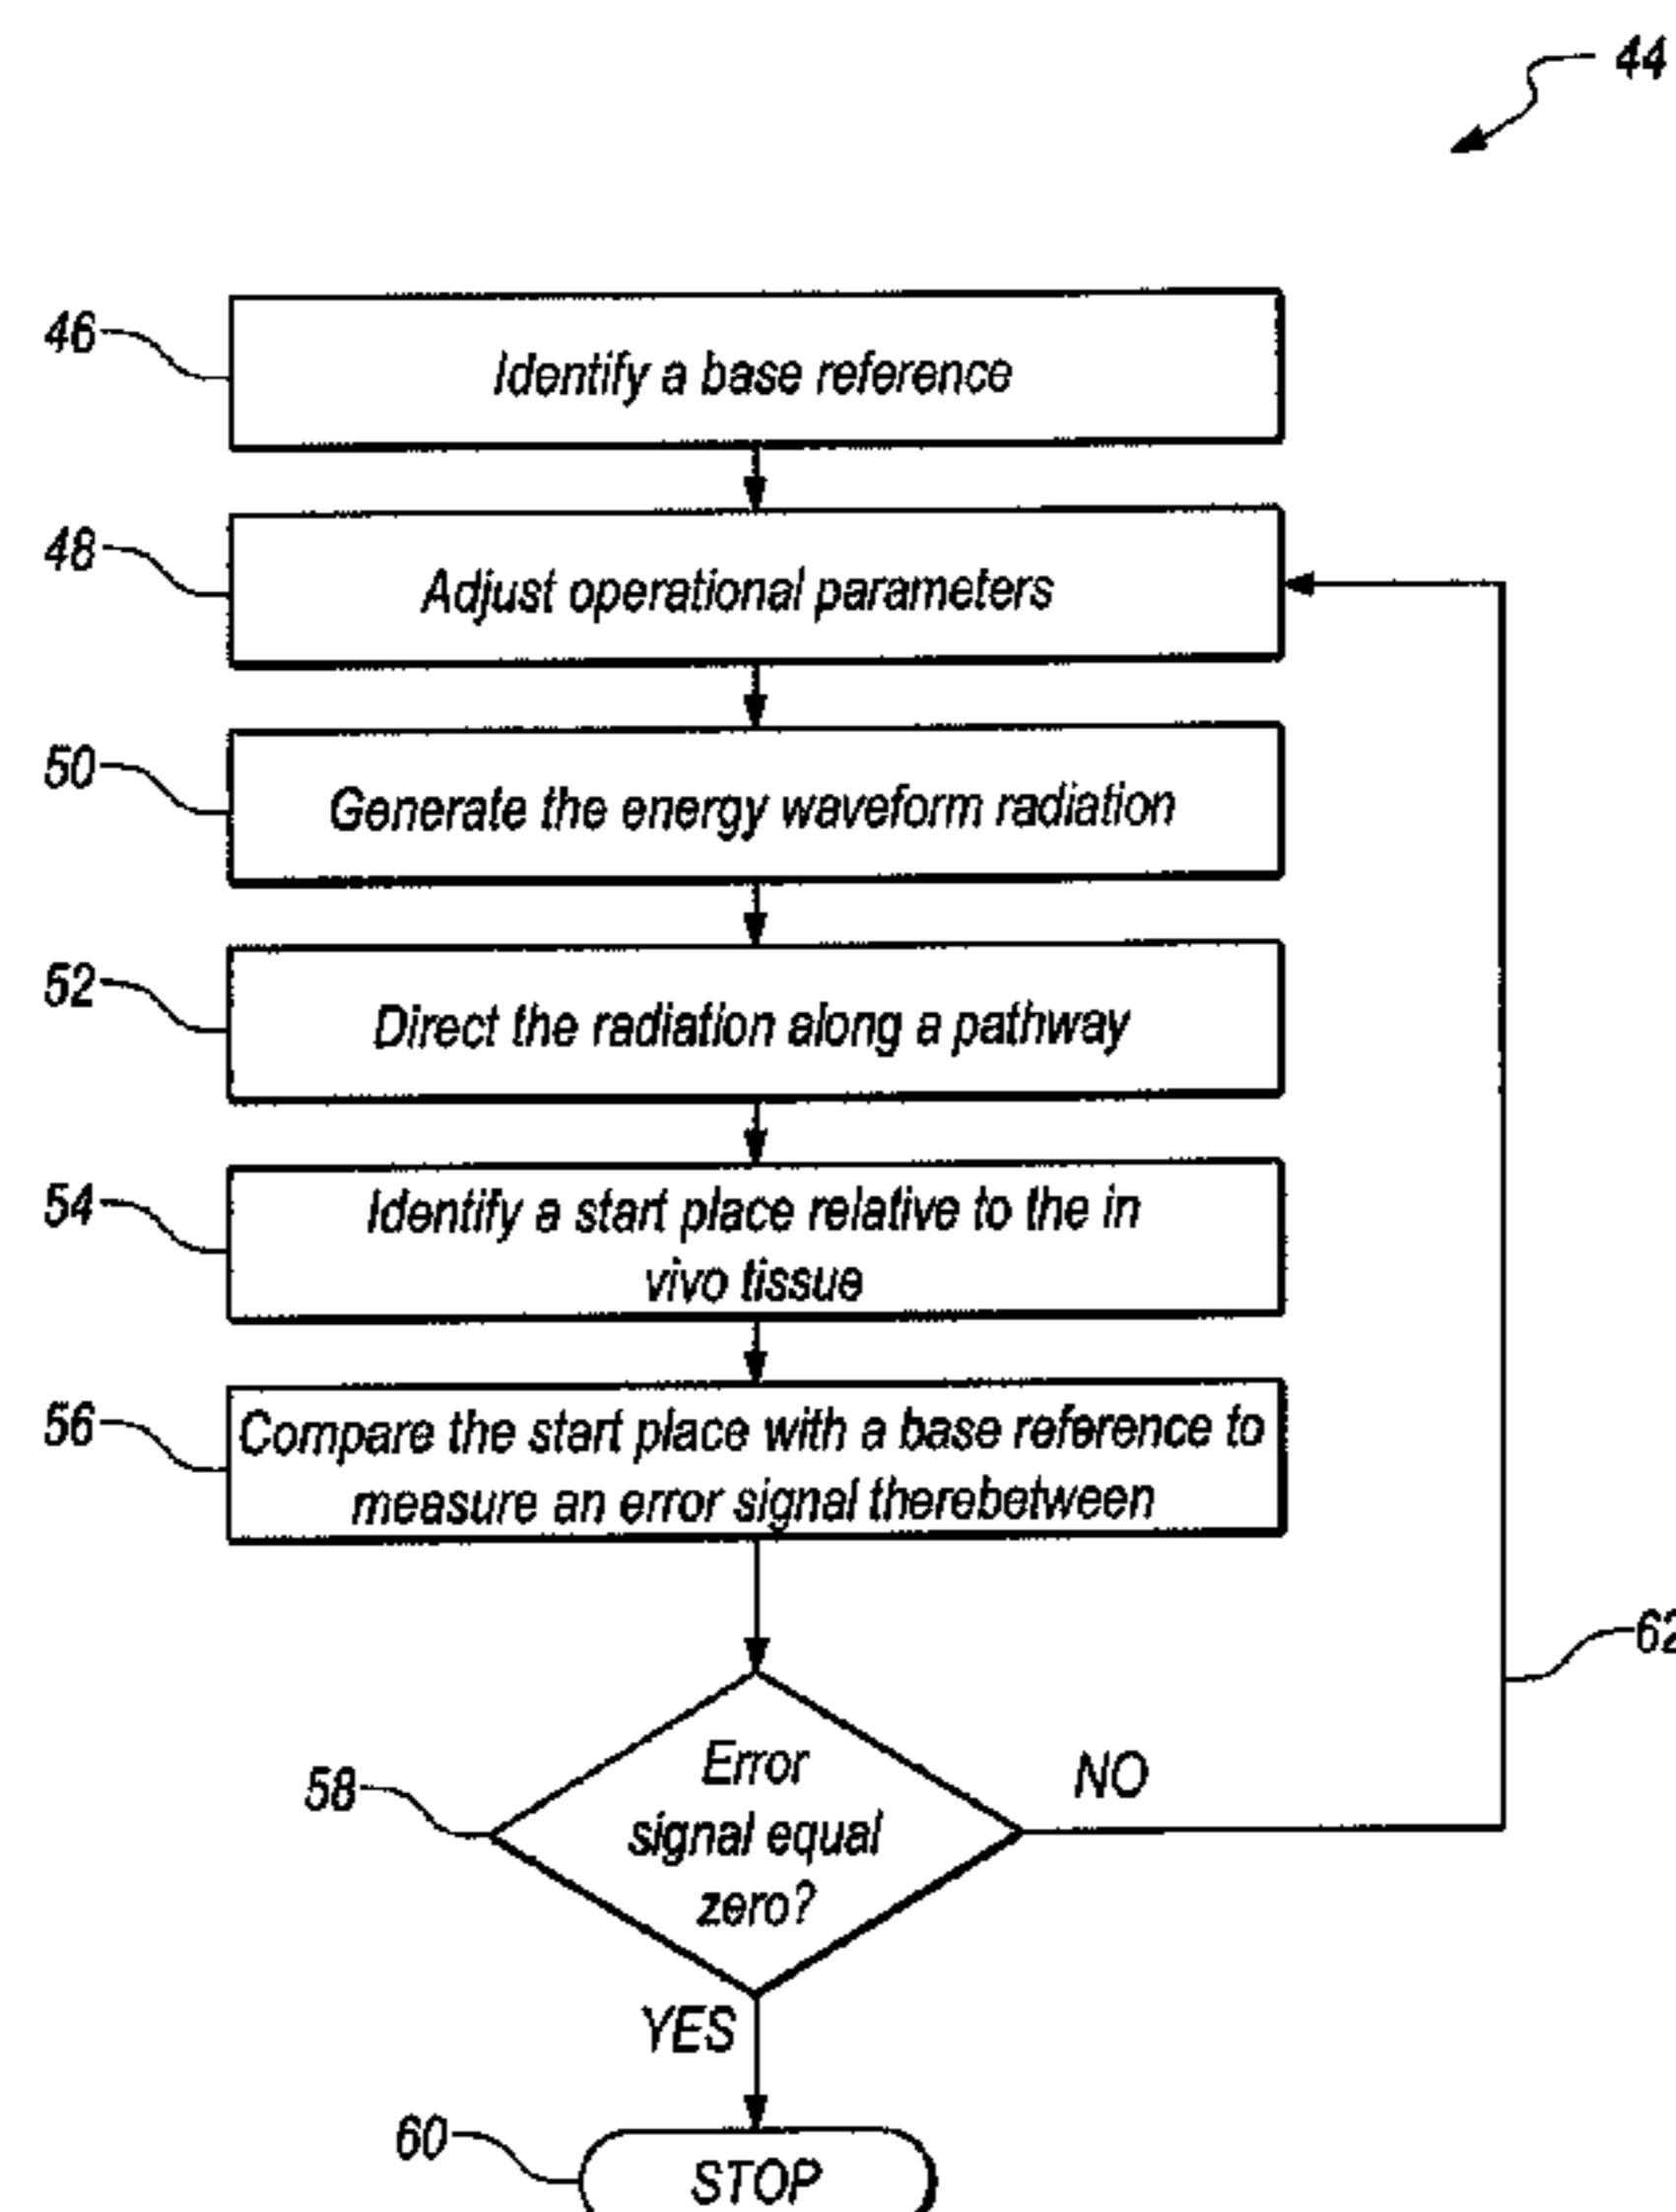 44
46
Identify a base reference
48
Adjust operational parameters
50
Generate the energy waveform radiation
52
Direct the radiation along a pathway
54
Identify a start place relative to the in
vivo tissue
56
Compare the start place with a base reference to
measure an error signal therebetween
62
58
Error
signal equal
zero?
NO
YES
60
STOP